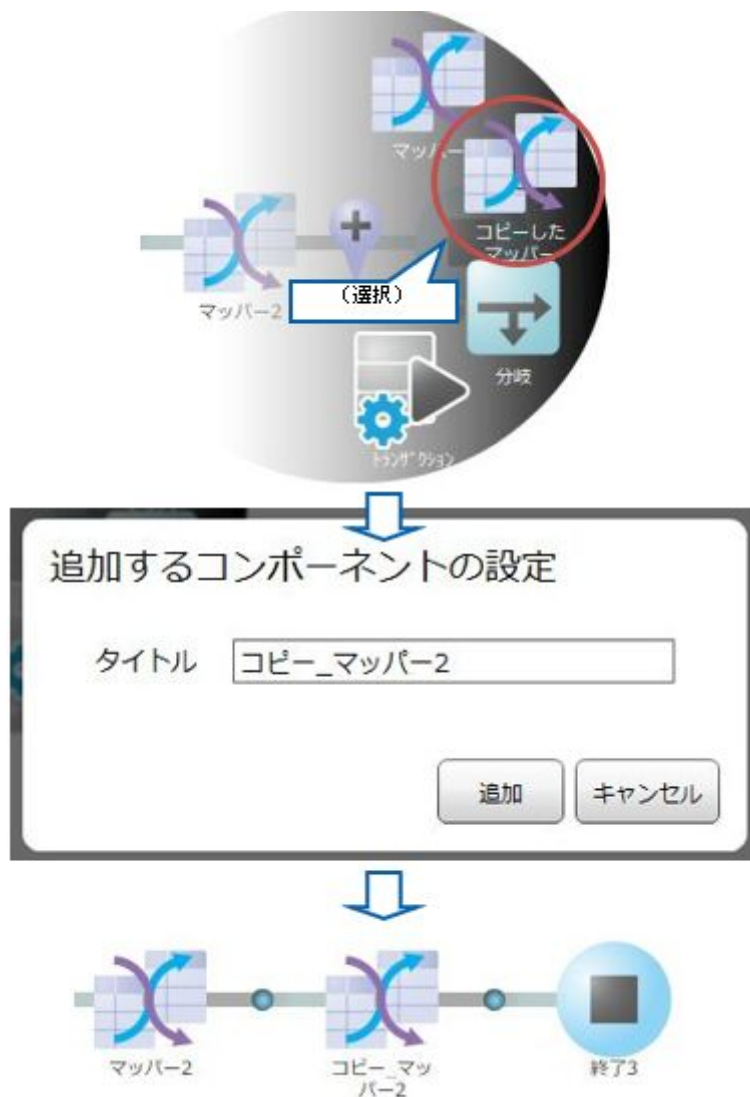 マッパー
コピーした
マッパー
マッパー2
（選択）
分岐
トランザクション
追加するコンポーネントの設定
タイトル
コピー_マッパー2
追加
キャンセル
マッパー2
コピー_マッ
パー2
終了3